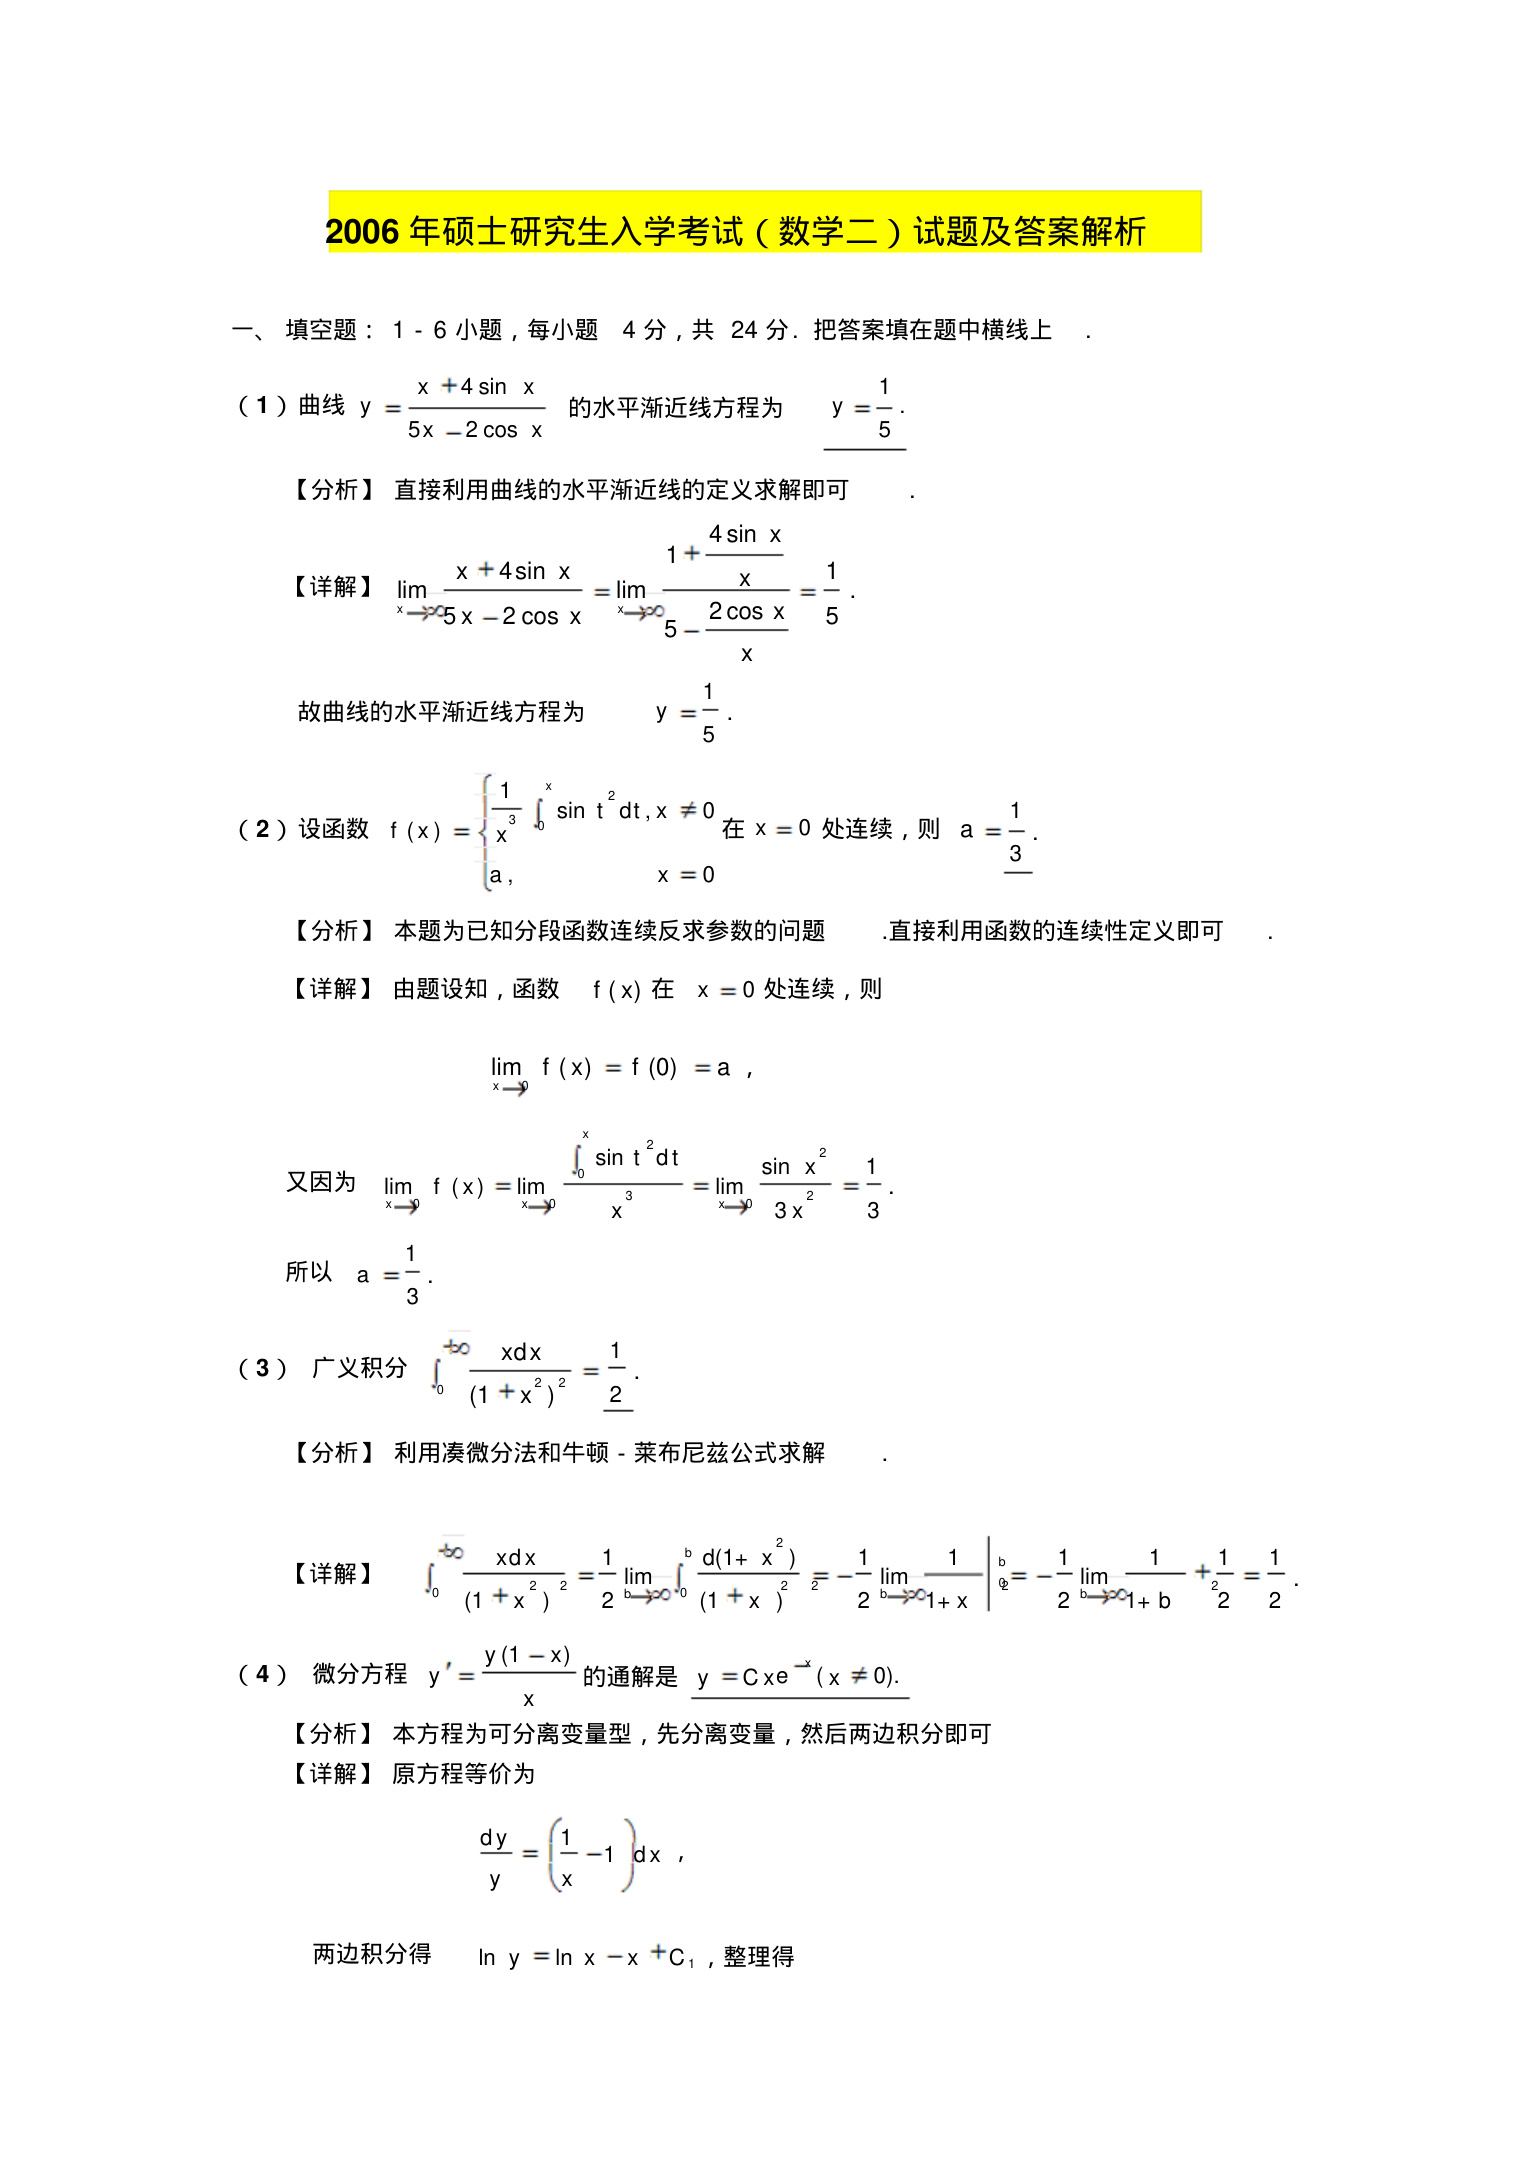 2006 年硕士研究生入学考试（数学二）试题及答案解析
一、 填空题： 1－6 小题，每小题 4 分，共 24 分. 把答案填在题中横线上 .
（1）曲线 y = (x + 4 sin x)/(5x − 2 cos x) 的水平渐近线方程为 y = 1/5 .
【分析】 直接利用曲线的水平渐近线的定义求解即可 .
【详解】 lim x→∞ (x + 4 sin x)/(5x − 2 cos x) = lim x→∞ (1 + (4 sin x)/x)/(5 − (2 cos x)/x) = 1/5 .
故曲线的水平渐近线方程为 y = 1/5 .
（2）设函数 f (x) = { 1/x³ ∫₀ˣ sin t² dt, x ≠ 0
a, x = 0 在 x = 0 处连续，则 a = 1/3 .
【分析】 本题为已知分段函数连续反求参数的问题 .直接利用函数的连续性定义即可 .
【详解】 由题设知，函数 f (x) 在 x = 0 处连续，则
lim x→0 f (x) = f (0) = a ，
又因为 lim x→0 f (x) = lim x→0 (∫₀ˣ sin t² dt)/x³ = lim x→0 (sin x²)/(3x²) = 1/3 .
所以 a = 1/3 .
（3） 广义积分 ∫₀^{+∞} xdx/(1 + x²)² = 1/2 .
【分析】 利用凑微分法和牛顿－莱布尼兹公式求解 .
【详解】 ∫₀^{+∞} xdx/(1 + x²)² = 1/2 lim b→∞ ∫₀ᵇ d(1 + x²)/(1 + x²)² = − 1/2 lim b→∞ 1/(1 + x²) |₀ᵇ = − 1/2 lim b→∞ 1/(1 + b²) + 1/2 = 1/2 .
（4） 微分方程 y′ = y(1 − x)/x 的通解是 y = Cxe⁻ˣ (x ≠ 0).
【分析】 本方程为可分离变量型，先分离变量，然后两边积分即可
【详解】 原方程等价为
dy/y = (1/x − 1) dx ，
两边积分得 ln y = ln x − x + C₁ ，整理得